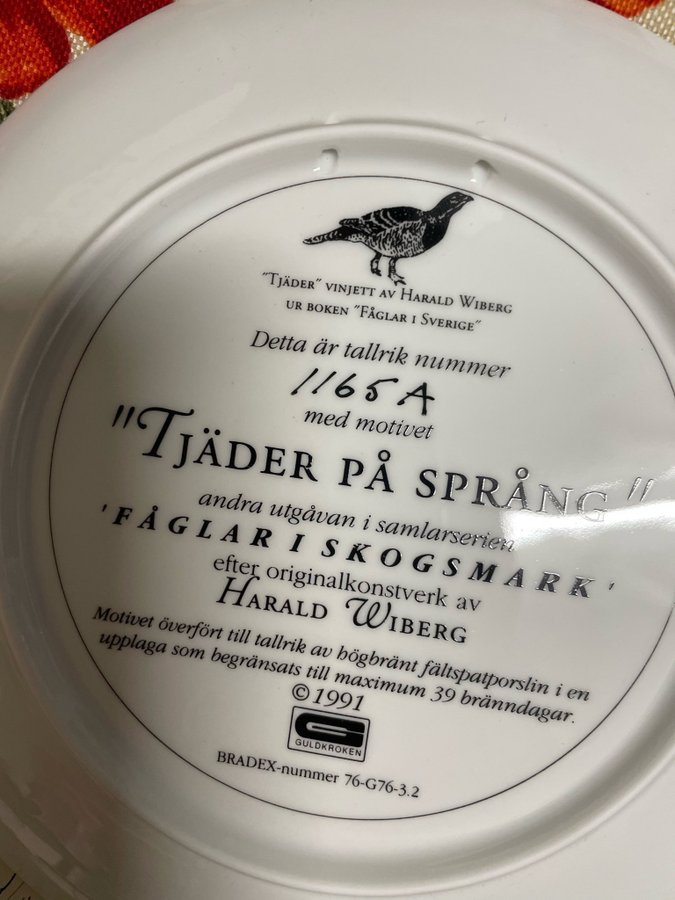 "Tjäder" vinjett av Harald Wiberg
ur boken "Fåglar i Sverige"
Detta är tallrik nummer
1165A
med motivet
"Tjäder på språng"
andra utgåvan i samlarserien
'FÅGLAR I SKOGSMARK'
efter originalkonstverk av
Harald Wiberg
Motivet överfört till tallrik av högbränt fältspatporslin i en
upplaga som begränsats till maximum 39 bränndagar.
©1991
GULDKROKEN
BRADEX-nummer 76-G76-3.2